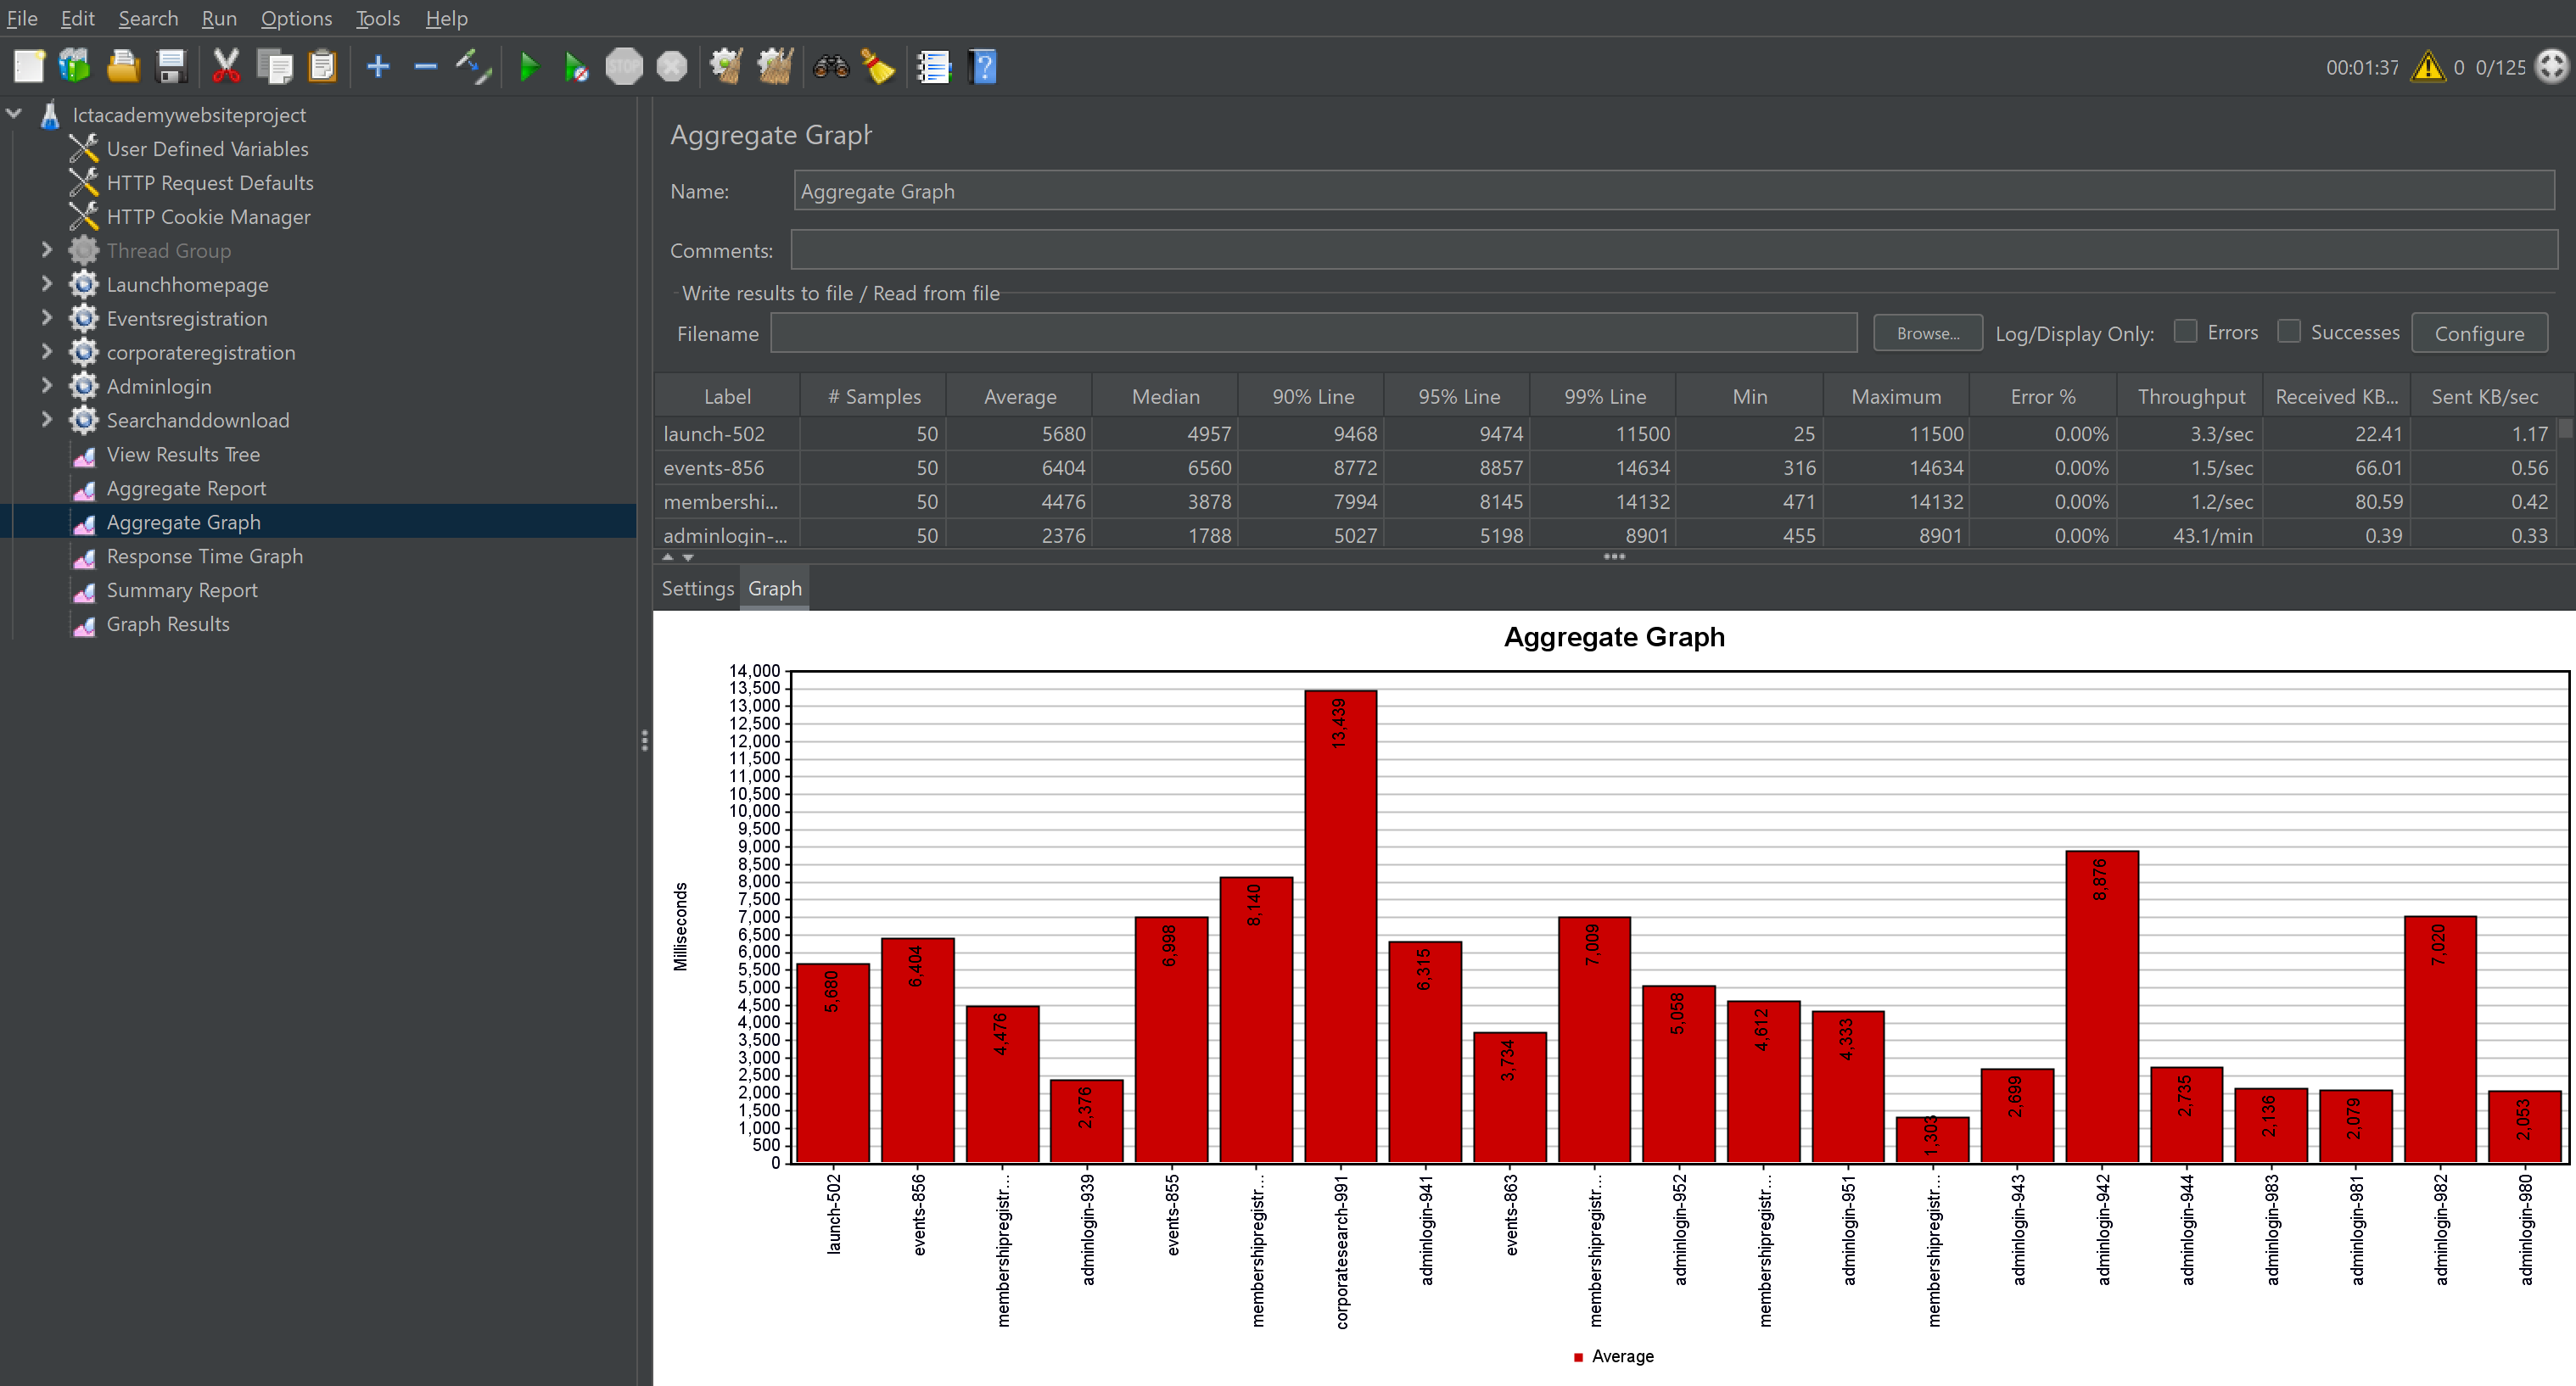 File Edit Search Run Options Tools Help
STOP
00:01:37 0 0/125
Ictacademywebsiteproject
User Defined Variables
HTTP Request Defaults
HTTP Cookie Manager
Thread Group
Launchhomepage
Eventsregistration
corporateregistration
Adminlogin
Searchanddownload
View Results Tree
Aggregate Report
Aggregate Graph
Response Time Graph
Summary Report
Graph Results
Aggregate Graph
Name: Aggregate Graph
Comments:
Write results to file / Read from file
Filename Browse... Log/Display Only: Errors Successes Configure
Label # Samples Average Median 90% Line 95% Line 99% Line Min Maximum Error % Throughput Received KB... Sent KB/sec
launch-502 50 5680 4957 9468 9474 11500 25 11500 0.00% 3.3/sec 22.41 1.17
events-856 50 6404 6560 8772 8857 14634 316 14634 0.00% 1.5/sec 66.01 0.56
membershi... 50 4476 3878 7994 8145 14132 471 14132 0.00% 1.2/sec 80.59 0.42
adminlogin-... 50 2376 1788 5027 5198 8901 455 8901 0.00% 43.1/min 0.39 0.33
Settings Graph
Aggregate Graph
Milliseconds
14,000
13,500
13,000
12,500
12,000
11,500
11,000
10,500
10,000
9,500
9,000
8,500
8,000
7,500
7,000
6,500
6,000
5,500
5,000
4,500
4,000
3,500
3,000
2,500
2,000
1,500
1,000
500
0
5,680
6,404
4,476
2,376
6,998
8,140
13,439
6,315
3,734
7,009
5,058
4,612
4,333
1,303
2,699
8,876
2,735
2,136
2,079
7,020
2,053
launch-502
events-856
membershipregistr...
adminlogin-939
events-855
membershipregistr...
corporatesearch-991
adminlogin-941
events-863
membershipregistr...
adminlogin-952
membershipregistr...
adminlogin-951
membershipregistr...
adminlogin-943
adminlogin-942
adminlogin-944
adminlogin-983
adminlogin-981
adminlogin-982
adminlogin-980
Average